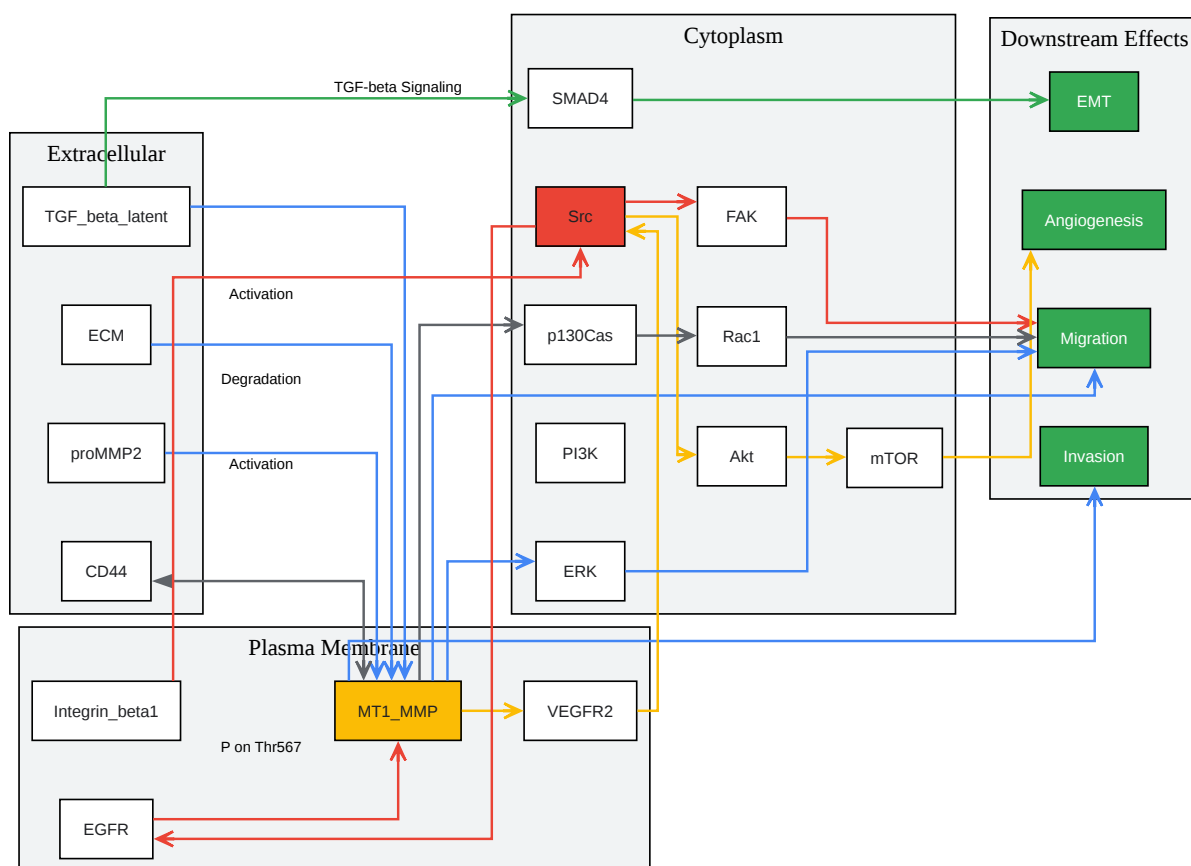 Cytoplasm
Downstream Effects
TGF-beta Signaling
SMAD4
EMT
Extracellular
TGF_beta_latent
Src
FAK
Angiogenesis
Activation
ECM
p130Cas
Rac1
Migration
Degradation
proMMP2
Activation
PI3K
Akt
mTOR
Invasion
CD44
ERK
Plasma Membrane
Integrin_beta1
MT1_MMP
VEGFR2
P on Thr567
EGFR